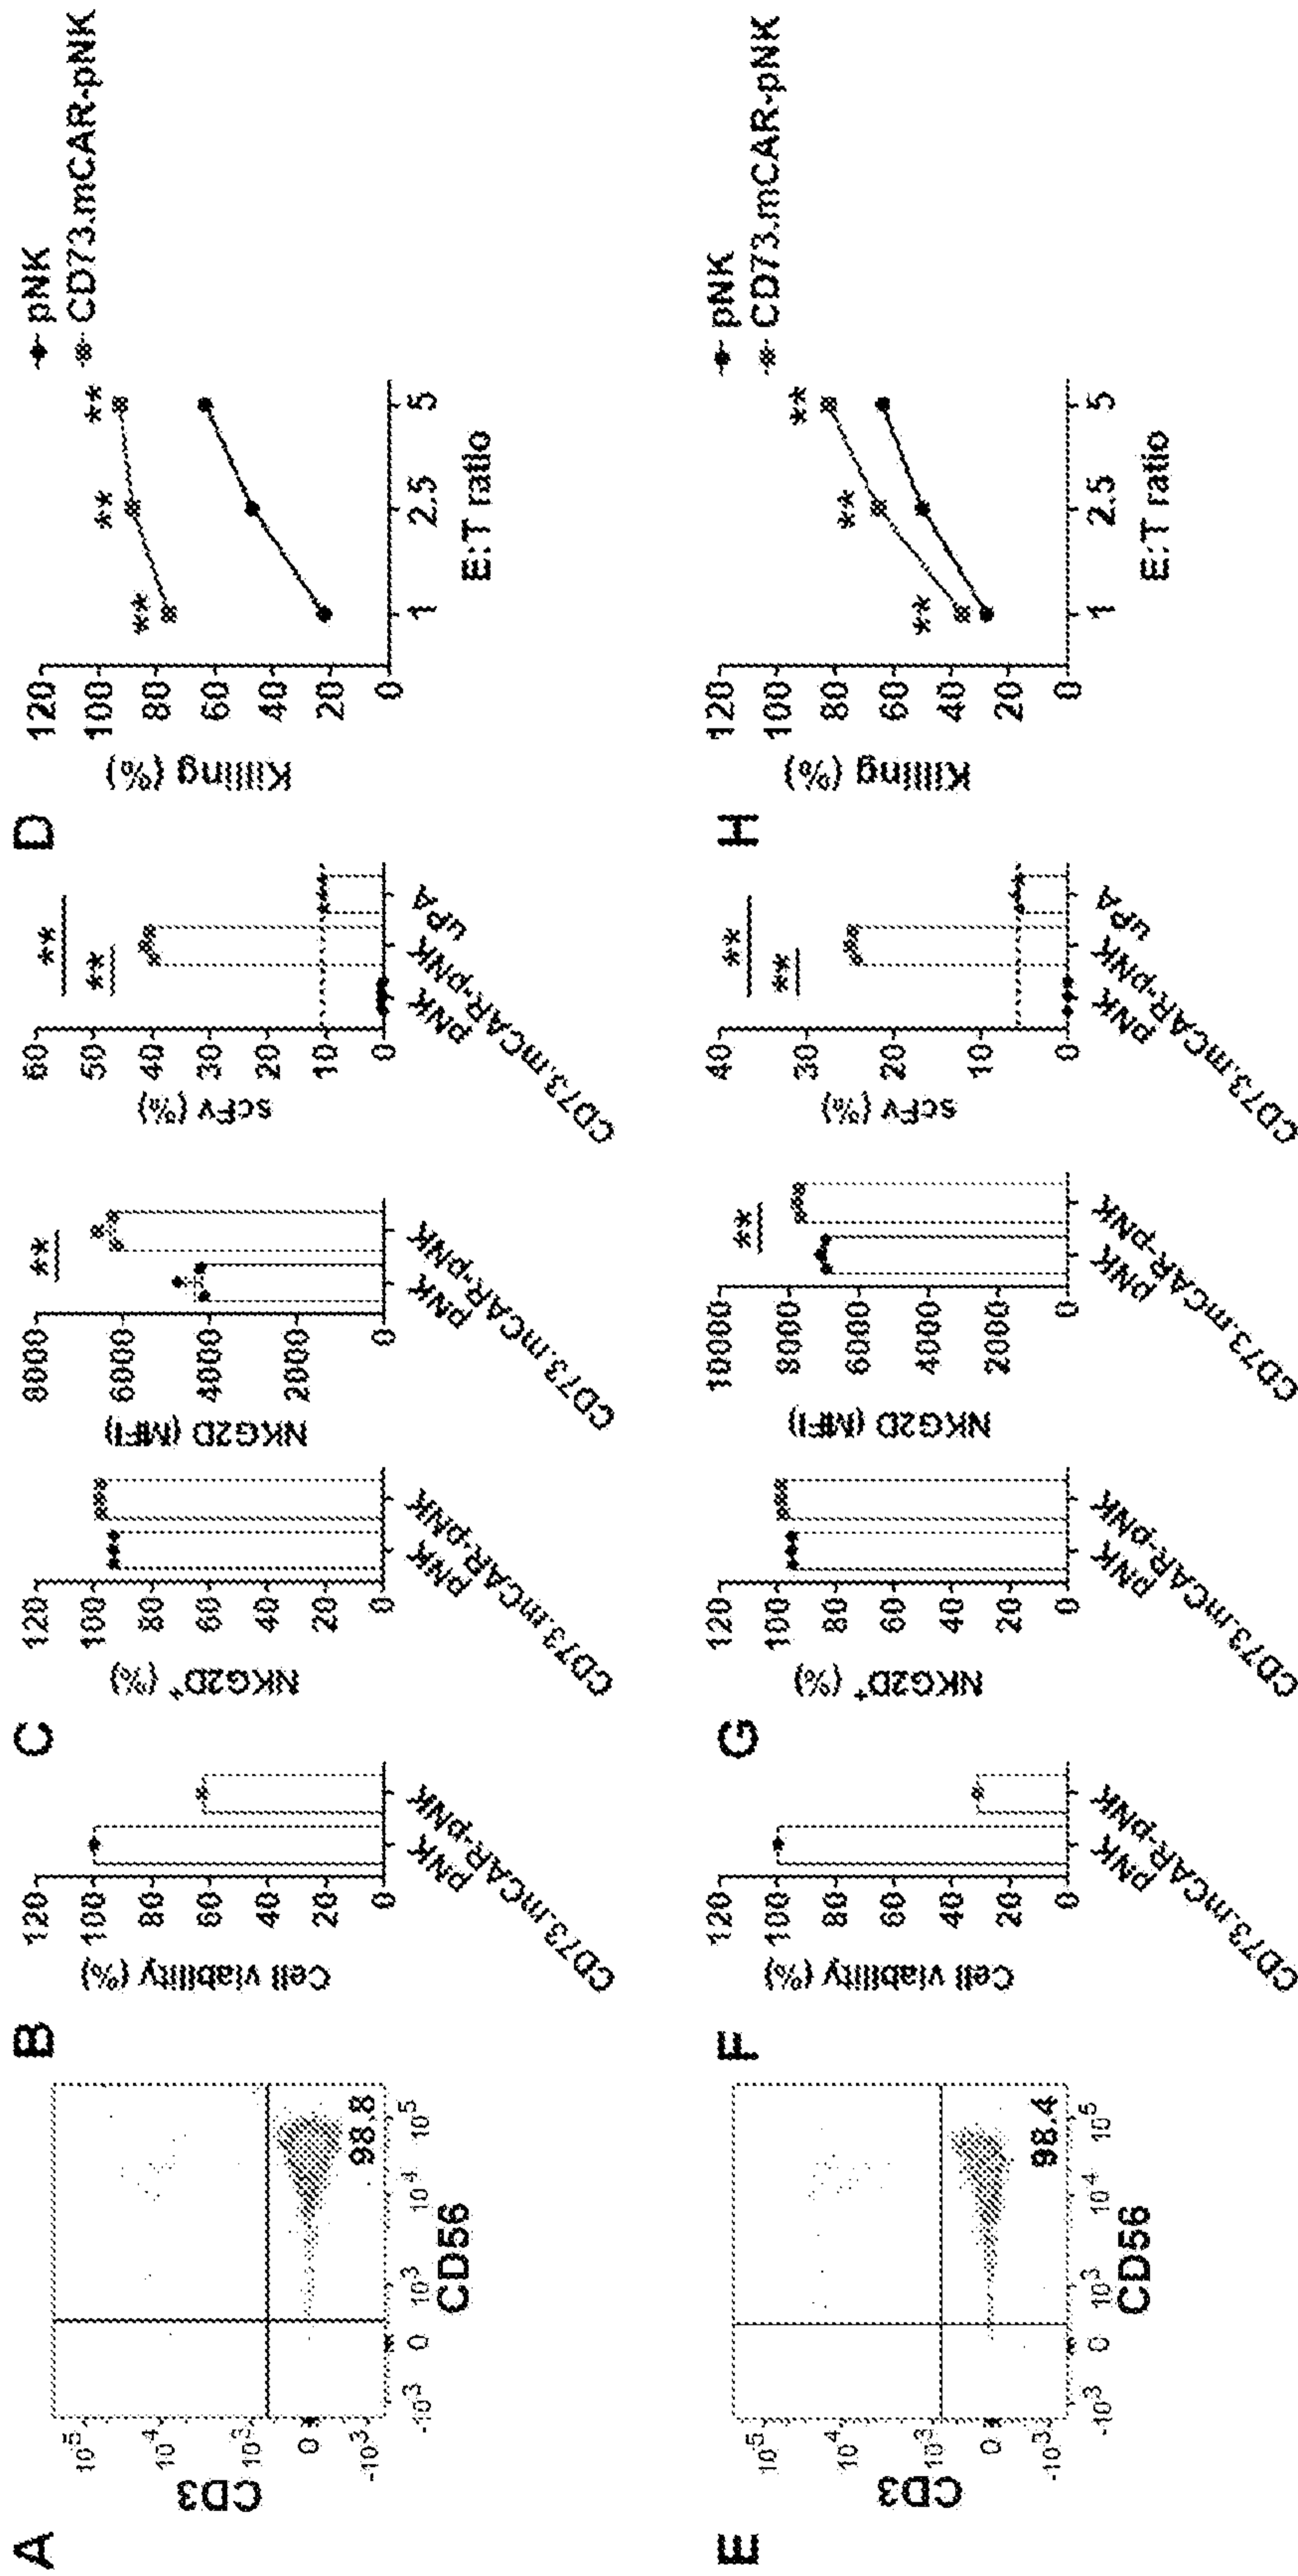 A
CD3
10^5
10^4
10^3
0
-10^3
-10^3 0 10^3 10^4 10^5
CD56
98.8
B
Cell viability (%)
120
100
80
60
40
20
0
pNK
CD73.mCAR-pNK
C
NKG2D+ (%)
120
100
80
60
40
20
0
pNK
CD73.mCAR-pNK
NKG2D (MFI)
8000
6000
4000
2000
0
**
pNK
CD73.mCAR-pNK
scFv (%)
60
50
40
30
20
10
0
**
**
pNK
CD73.mCAR-pNK
uPA
D
Killing (%)
120
100
80
60
40
20
0
** ** **
1 2.5 5
E:T ratio
pNK
CD73.mCAR-pNK
E
CD3
10^5
10^4
10^3
0
-10^3
-10^3 0 10^3 10^4 10^5
CD56
98.4
F
Cell viability (%)
120
100
80
60
40
20
0
pNK
CD73.mCAR-pNK
G
NKG2D+ (%)
120
100
80
60
40
20
0
pNK
CD73.mCAR-pNK
NKG2D (MFI)
10000
8000
6000
4000
2000
0
**
pNK
CD73.mCAR-pNK
scFv (%)
40
30
20
10
0
**
**
pNK
CD73.mCAR-pNK
uPA
H
Killing (%)
120
100
80
60
40
20
0
** ** **
1 2.5 5
E:T ratio
pNK
CD73.mCAR-pNK